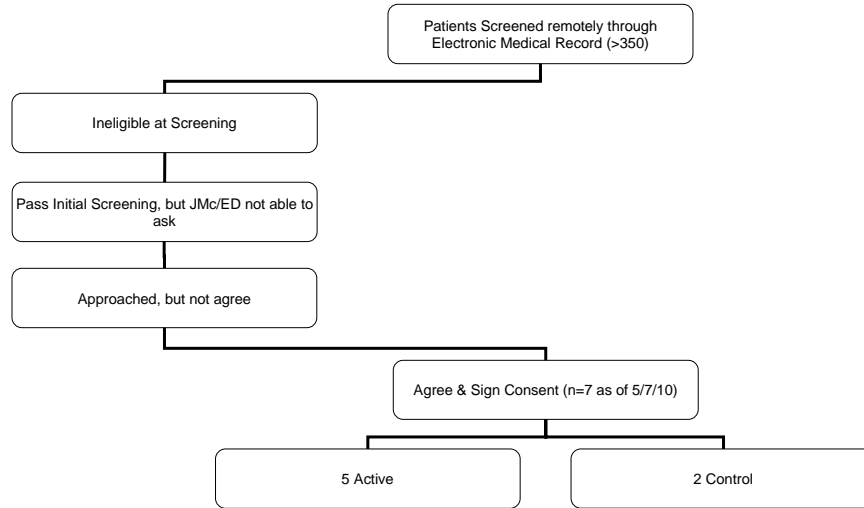 Patients Screened remotely through
Electronic Medical Record (>350)
Ineligible at Screening
Pass Initial Screening, but JMc/ED not able to
ask
Approached, but not agree
Agree & Sign Consent (n=7 as of 5/7/10)
5 Active
2 Control